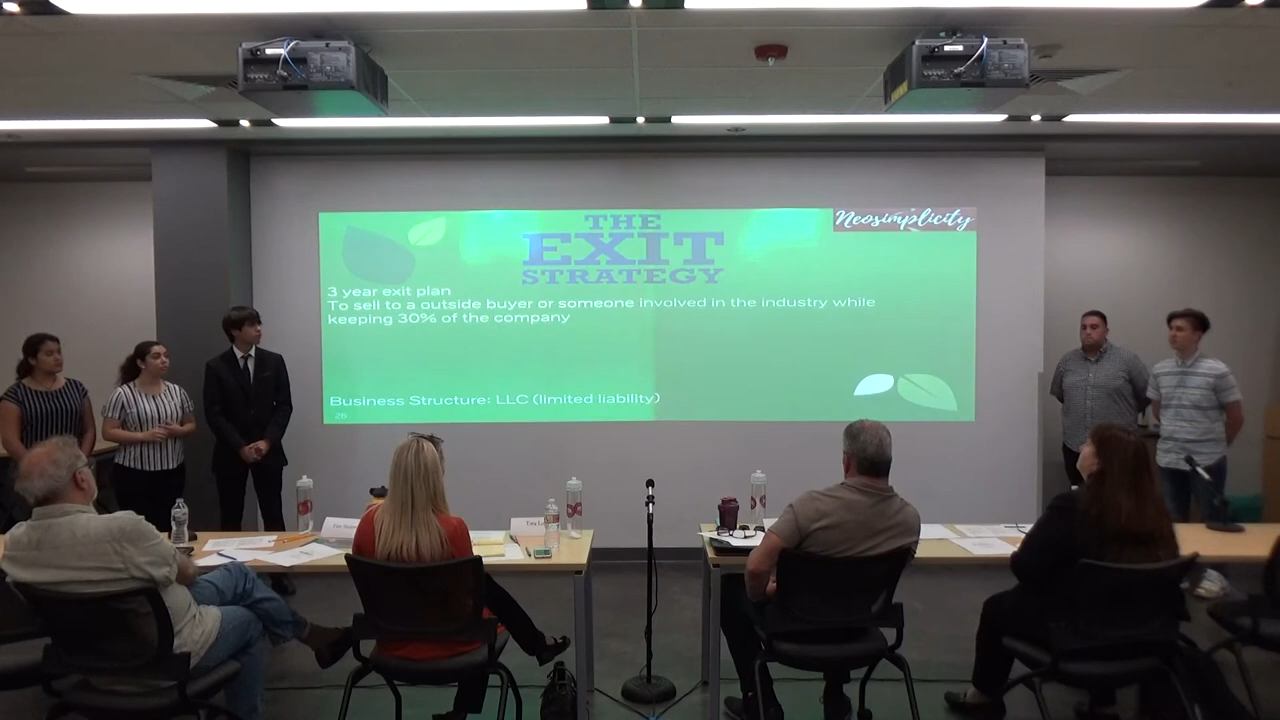 Neosimplicity
THE
EXIT
STRATEGY
3 year exit plan
To sell to a outside buyer or someone involved in the industry while
keeping 30% of the company
Business Structure: LLC (limited liability)
26